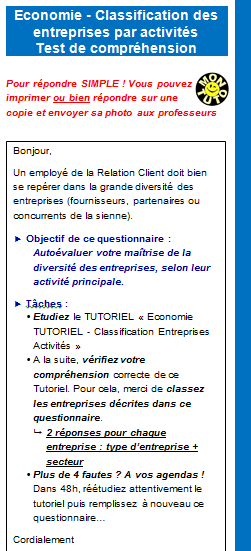 Economie - Classification des
entreprises par activités
Test de compréhension
Pour répondre SIMPLE ! Vous pouvez
imprimer ou bien répondre sur une
copie et envoyer sa photo aux professeurs
MON
TUTO
Bonjour,
Un employé de la Relation Client doit bien
se repérer dans la grande diversité des
entreprises (fournisseurs, partenaires ou
concurrents de la sienne).
► Objectif de ce questionnaire :
Autoévaluer votre maîtrise de la
diversité des entreprises, selon leur
activité principale.
► Tâches :
• Etudiez le TUTORIEL « Economie
TUTORIEL - Classification Entreprises
Activités »
• A la suite, vérifiez votre
compréhension correcte de ce
Tutoriel. Pour cela, merci de classez
les entreprises décrites dans ce
questionnaire.
↪ 2 réponses pour chaque
entreprise : type d'entreprise +
secteur
• Plus de 4 fautes ? A vos agendas !
Dans 48h, réétudiez attentivement le
tutoriel puis remplissez à nouveau ce
questionnaire…
Cordialement